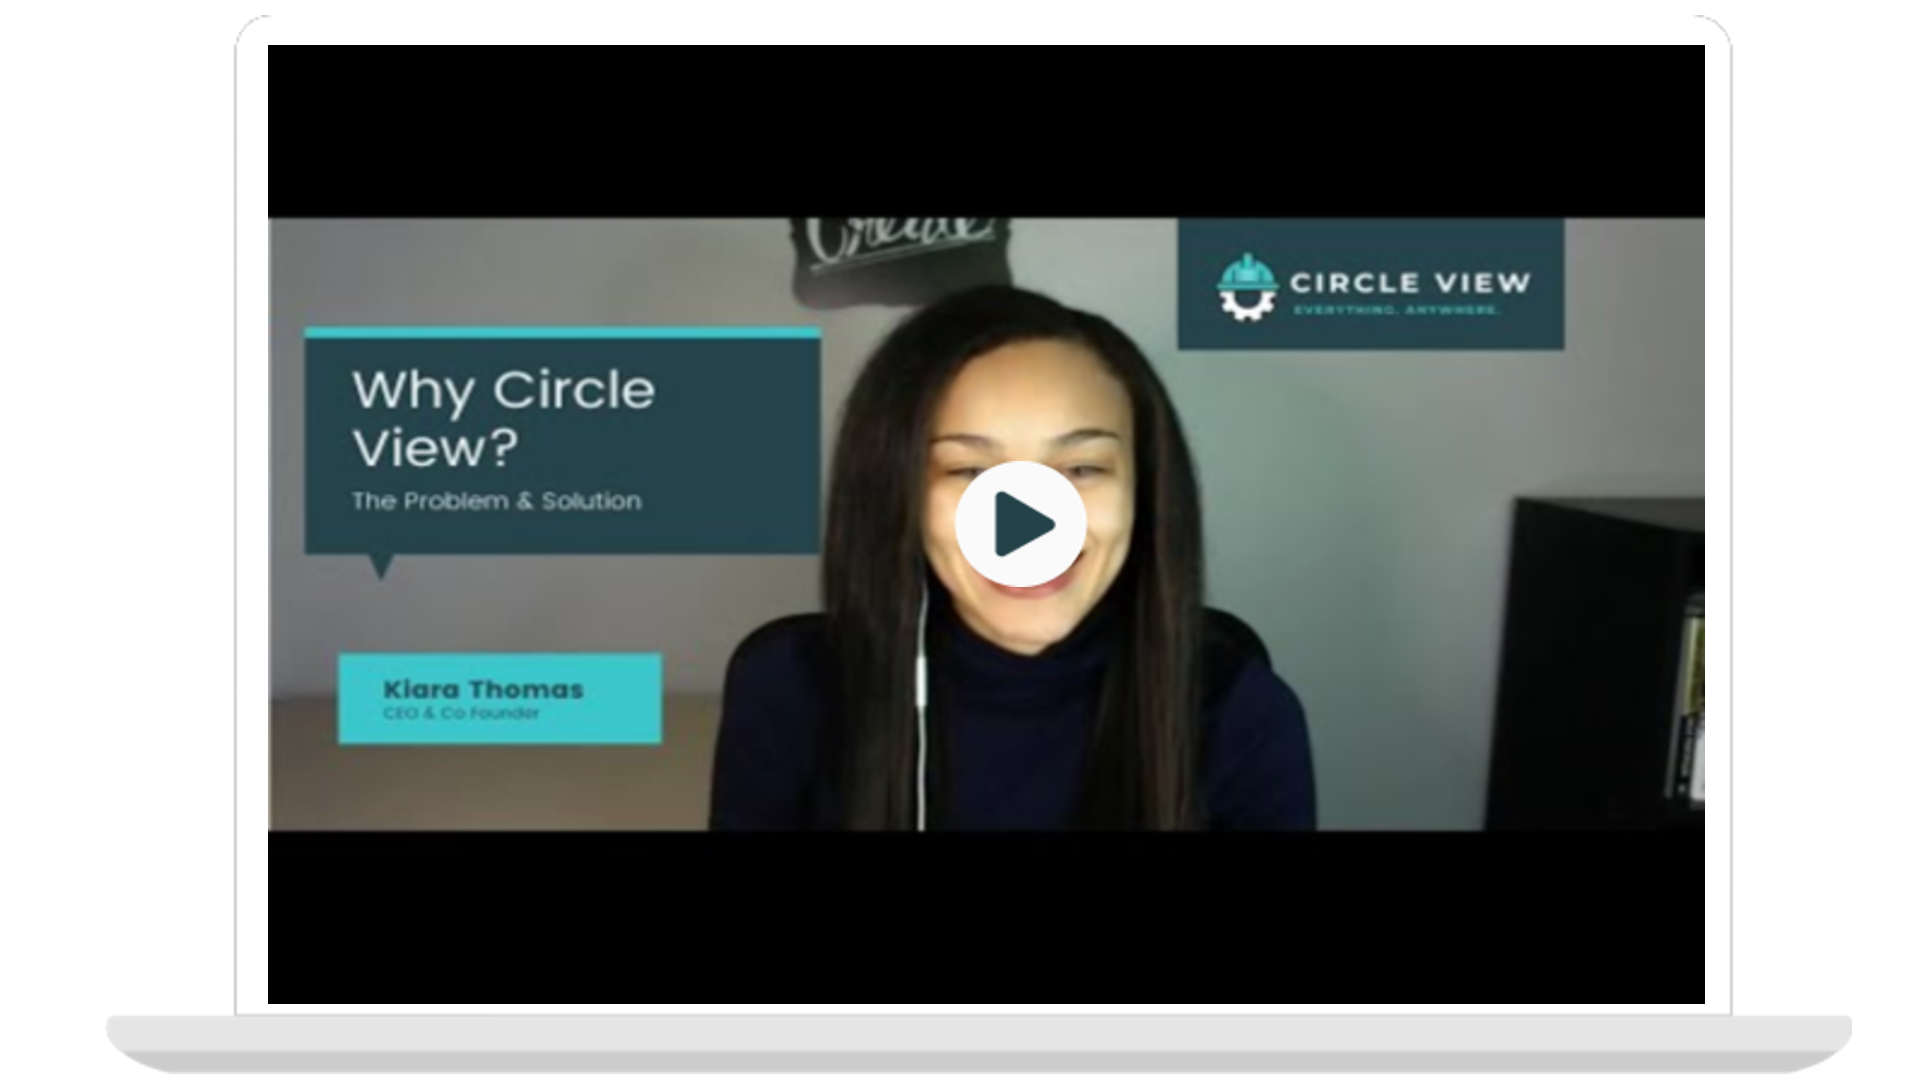 Create
CIRCLE VIEW
EVERYTHING. ANYWHERE.
Why Circle
View?
The Problem & Solution
Kiara Thomas
CEO & Co Founder